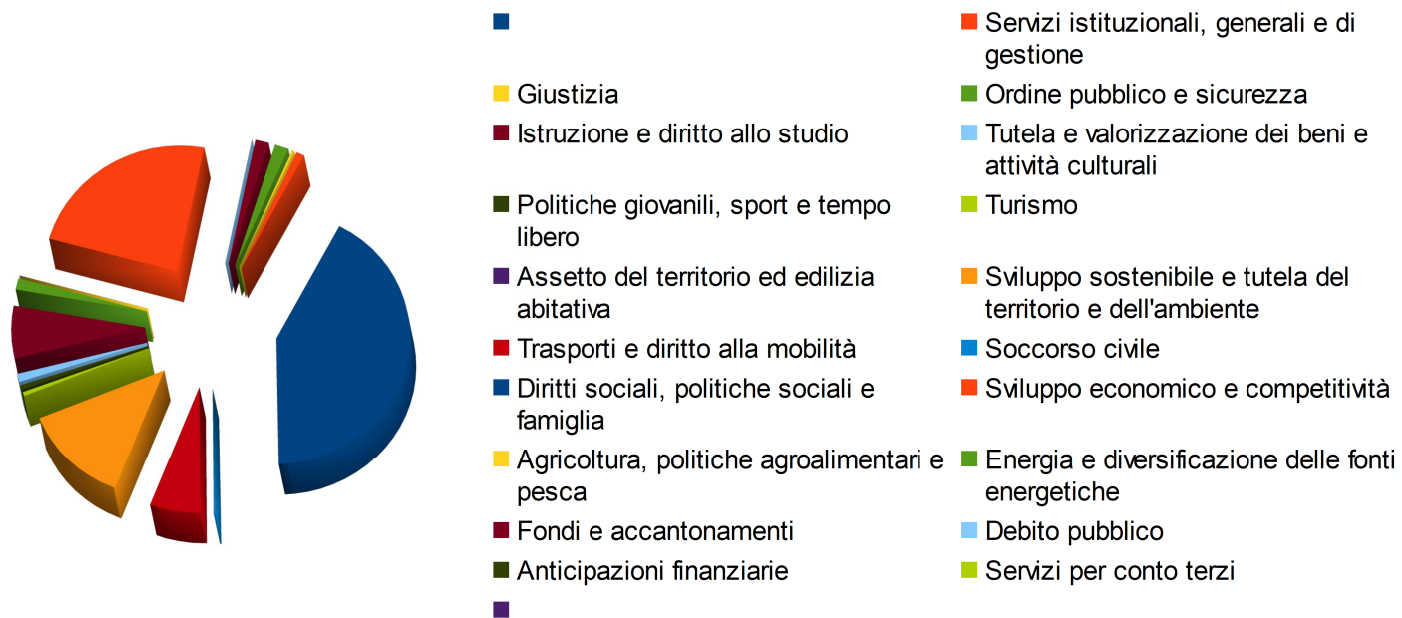 Servizi istituzionali, generali e di
gestione
Giustizia
Ordine pubblico e sicurezza
Istruzione e diritto allo studio
Tutela e valorizzazione dei beni e
attività culturali
Politiche giovanili, sport e tempo
libero
Turismo
Assetto del territorio ed edilizia
abitativa
Sviluppo sostenibile e tutela del
territorio e dell'ambiente
Trasporti e diritto alla mobilità
Soccorso civile
Diritti sociali, politiche sociali e
famiglia
Sviluppo economico e competitività
Agricoltura, politiche agroalimentari e
pesca
Energia e diversificazione delle fonti
energetiche
Fondi e accantonamenti
Debito pubblico
Anticipazioni finanziarie
Servizi per conto terzi